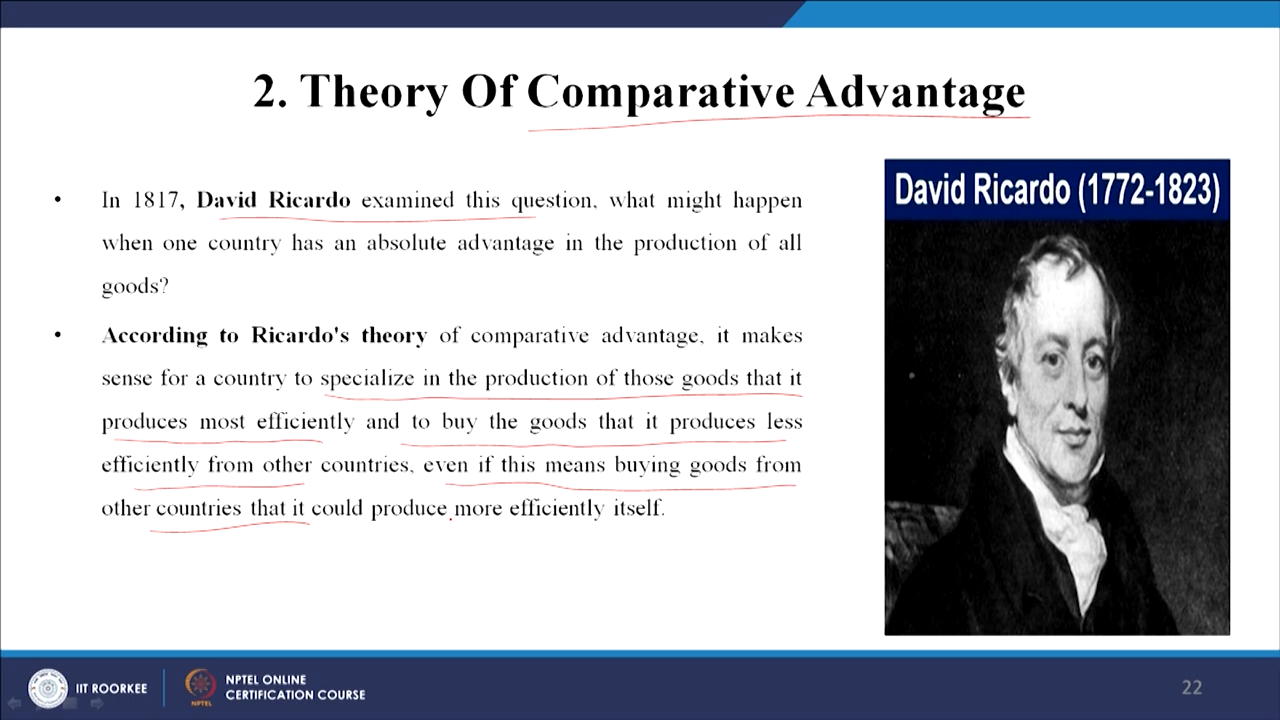 2. Theory Of Comparative Advantage
• In 1817, David Ricardo examined this question, what might happen
when one country has an absolute advantage in the production of all
goods?
• According to Ricardo's theory of comparative advantage, it makes
sense for a country to specialize in the production of those goods that it
produces most efficiently and to buy the goods that it produces less
efficiently from other countries, even if this means buying goods from
other countries that it could produce more efficiently itself.
David Ricardo (1772-1823)
IIT ROORKEE
NPTEL
NPTEL ONLINE
CERTIFICATION COURSE
22